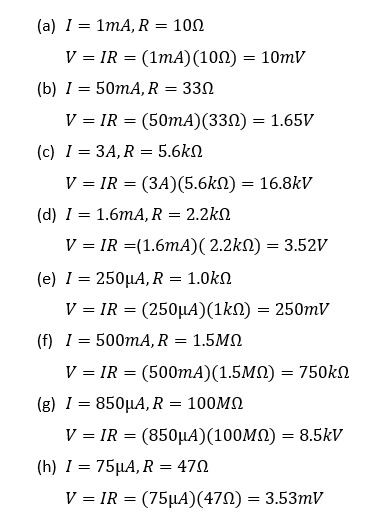 (a) I = 1mA, R = 10Ω
V = IR = (1mA)(10Ω) = 10mV
(b) I = 50mA, R = 33Ω
V = IR = (50mA)(33Ω) = 1.65V
(c) I = 3A, R = 5.6kΩ
V = IR = (3A)(5.6kΩ) = 16.8kV
(d) I = 1.6mA, R = 2.2kΩ
V = IR =(1.6mA)( 2.2kΩ) = 3.52V
(e) I = 250μA, R = 1.0kΩ
V = IR = (250μA)(1kΩ) = 250mV
(f) I = 500mA, R = 1.5MΩ
V = IR = (500mA)(1.5MΩ) = 750kΩ
(g) I = 850μA, R = 100MΩ
V = IR = (850μA)(100MΩ) = 8.5kV
(h) I = 75μA, R = 47Ω
V = IR = (75μA)(47Ω) = 3.53mV